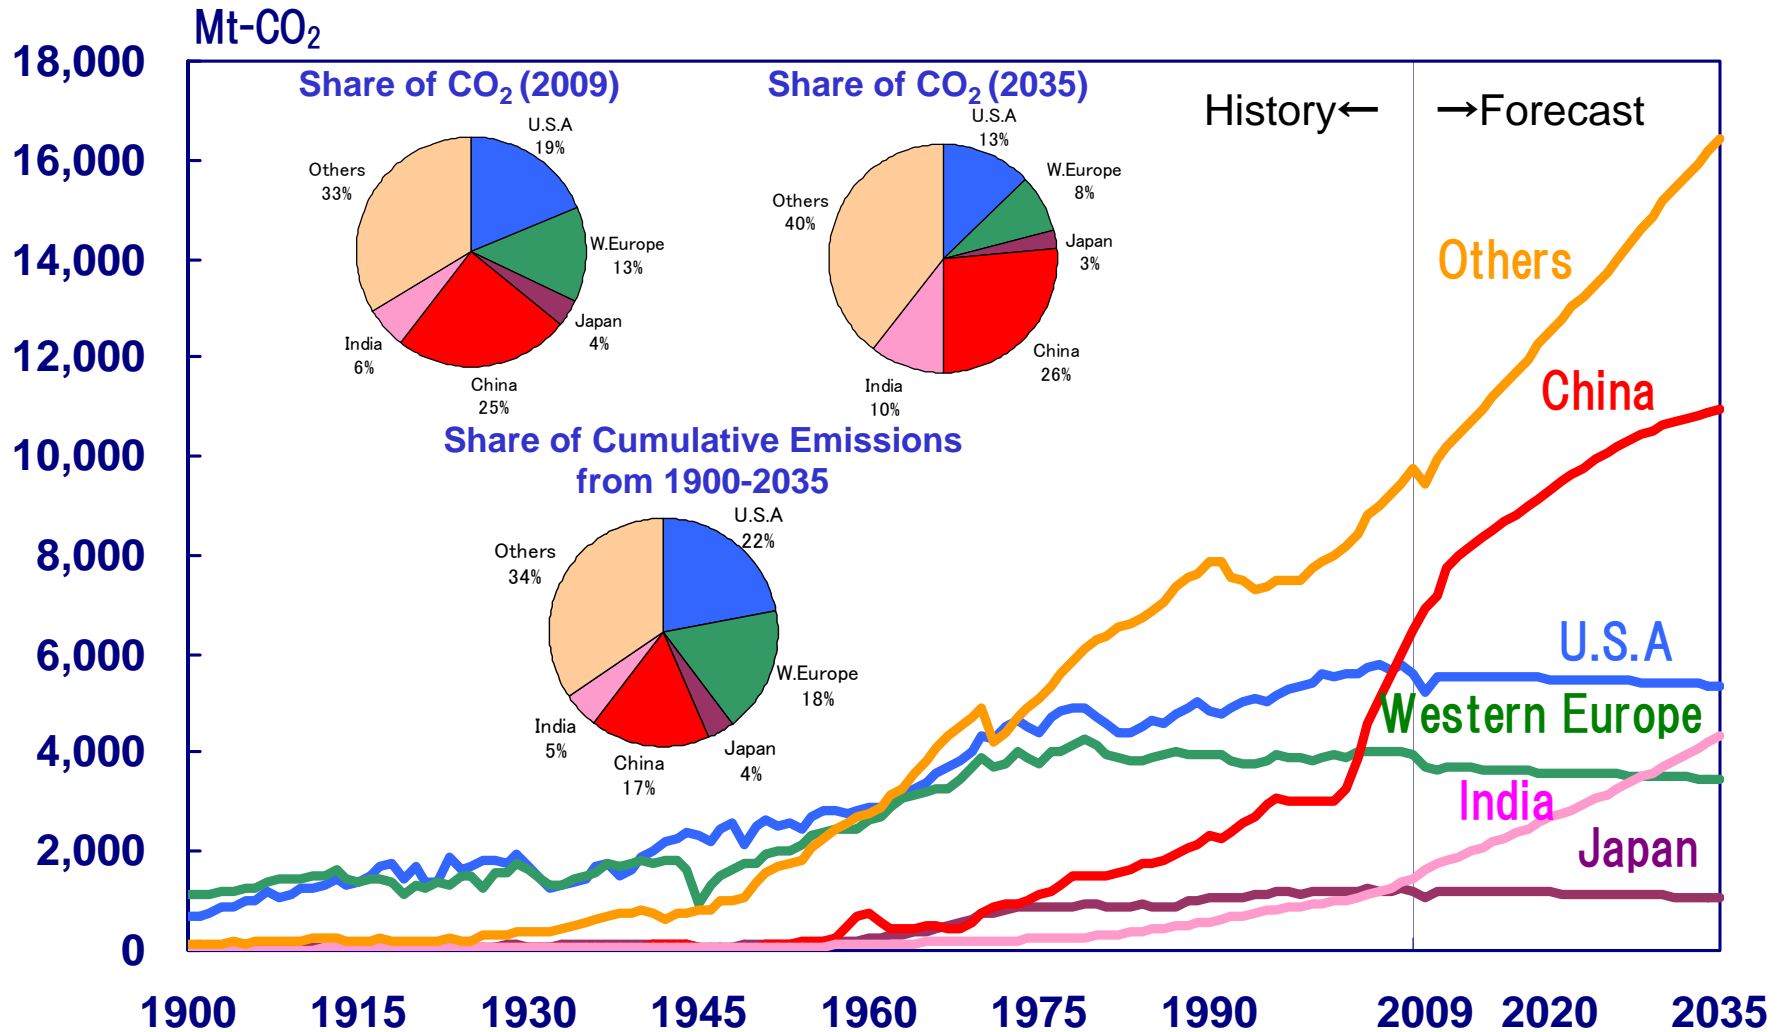 Mt-CO₂
18,000
16,000
14,000
12,000
10,000
8,000
6,000
4,000
2,000
0
1900
1915
1930
1945
1960
1975
1990
2009
2020
2035
Share of CO₂ (2009)
U.S.A
19%
W.Europe
13%
Japan
4%
China
25%
India
6%
Others
33%
Share of CO₂ (2035)
U.S.A
13%
W.Europe
8%
Japan
3%
China
26%
India
10%
Others
40%
Share of Cumulative Emissions
from 1900-2035
U.S.A
22%
W.Europe
18%
Japan
4%
China
17%
India
5%
Others
34%
History← →Forecast
Others
China
U.S.A
Western Europe
India
Japan